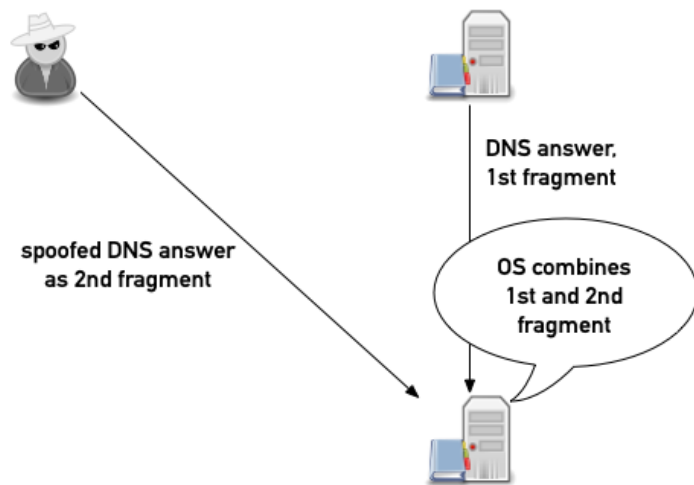 DNS answer,
1st fragment
spoofed DNS answer
as 2nd fragment
OS combines
1st and 2nd
fragment